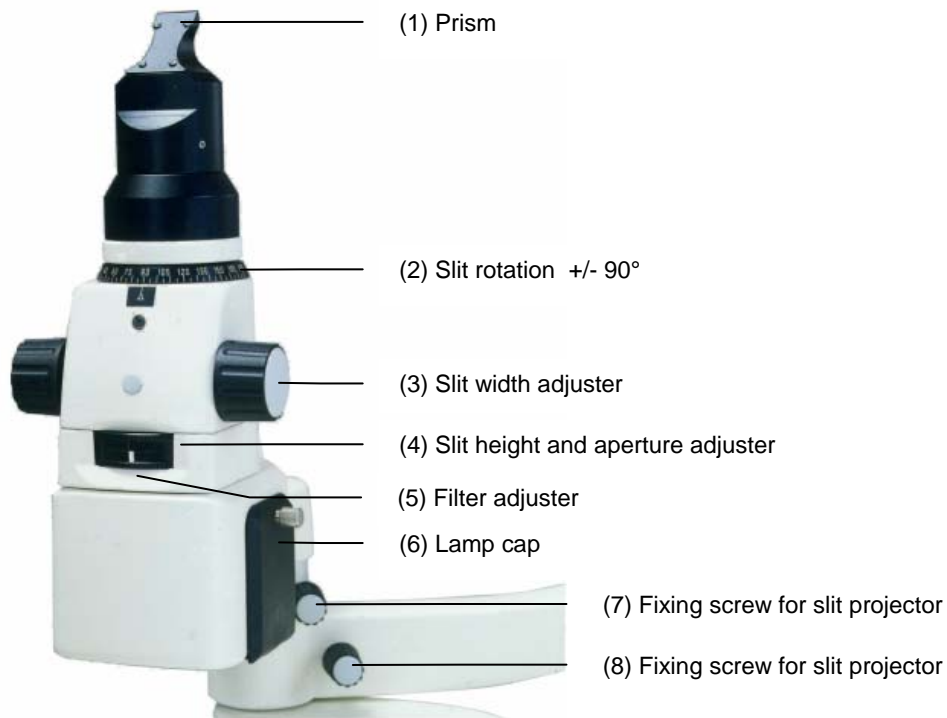 (1) Prism
(2) Slit rotation +/- 90°
(3) Slit width adjuster
(4) Slit height and aperture adjuster
(5) Filter adjuster
(6) Lamp cap
(7) Fixing screw for slit projector
(8) Fixing screw for slit projector